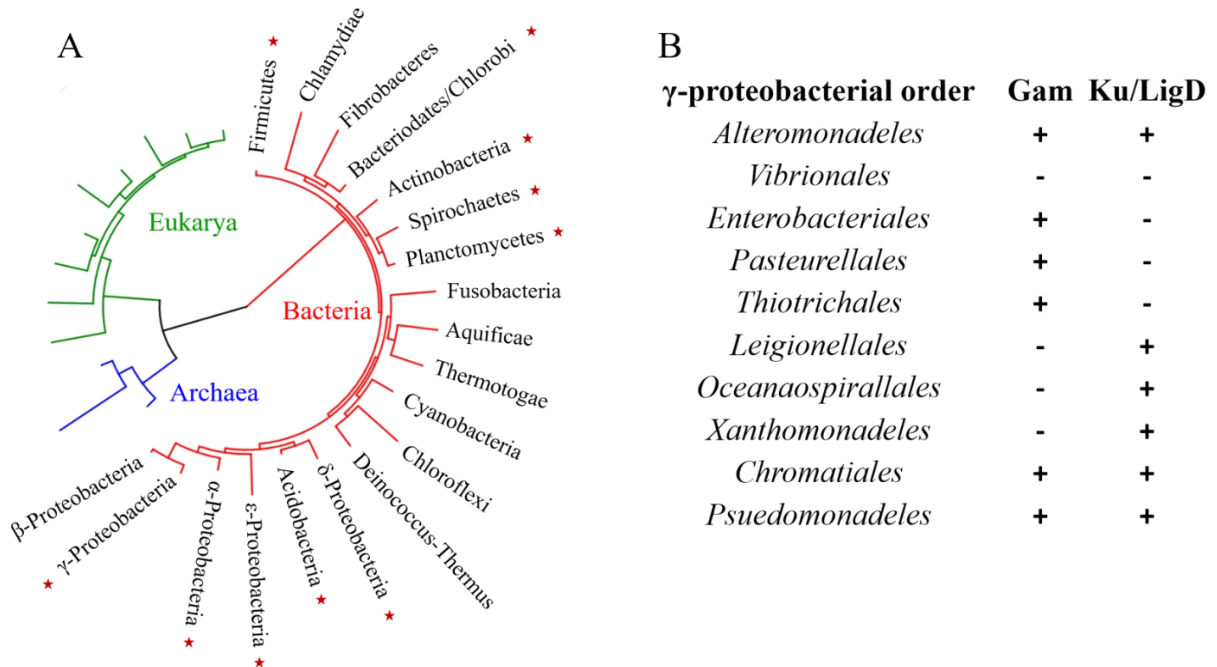 A
Firmicutes
Chlamydiae
Fibrobacteres
Bacteriodates/Chlorobi
Actinobacteria
Spirochaetes
Planctomycetes
Fusobacteria
Aquificae
Thermotogae
Cyanobacteria
Chloroflexi
Deinococcus-Thermus
δ-Proteobacteria
Acidobacteria
ε-Proteobacteria
α-Proteobacteria
γ-Proteobacteria
β-Proteobacteria
Eukarya
Bacteria
Archaea
B
γ-proteobacterial order Gam Ku/LigD
Alteromonadeles + +
Vibrionales - -
Enterobacteriales + -
Pasteurellales + -
Thiotrichales + -
Leigionellales - +
Oceanaospirallales - +
Xanthomonadeles - +
Chromatiales + +
Psuedomonadeles + +